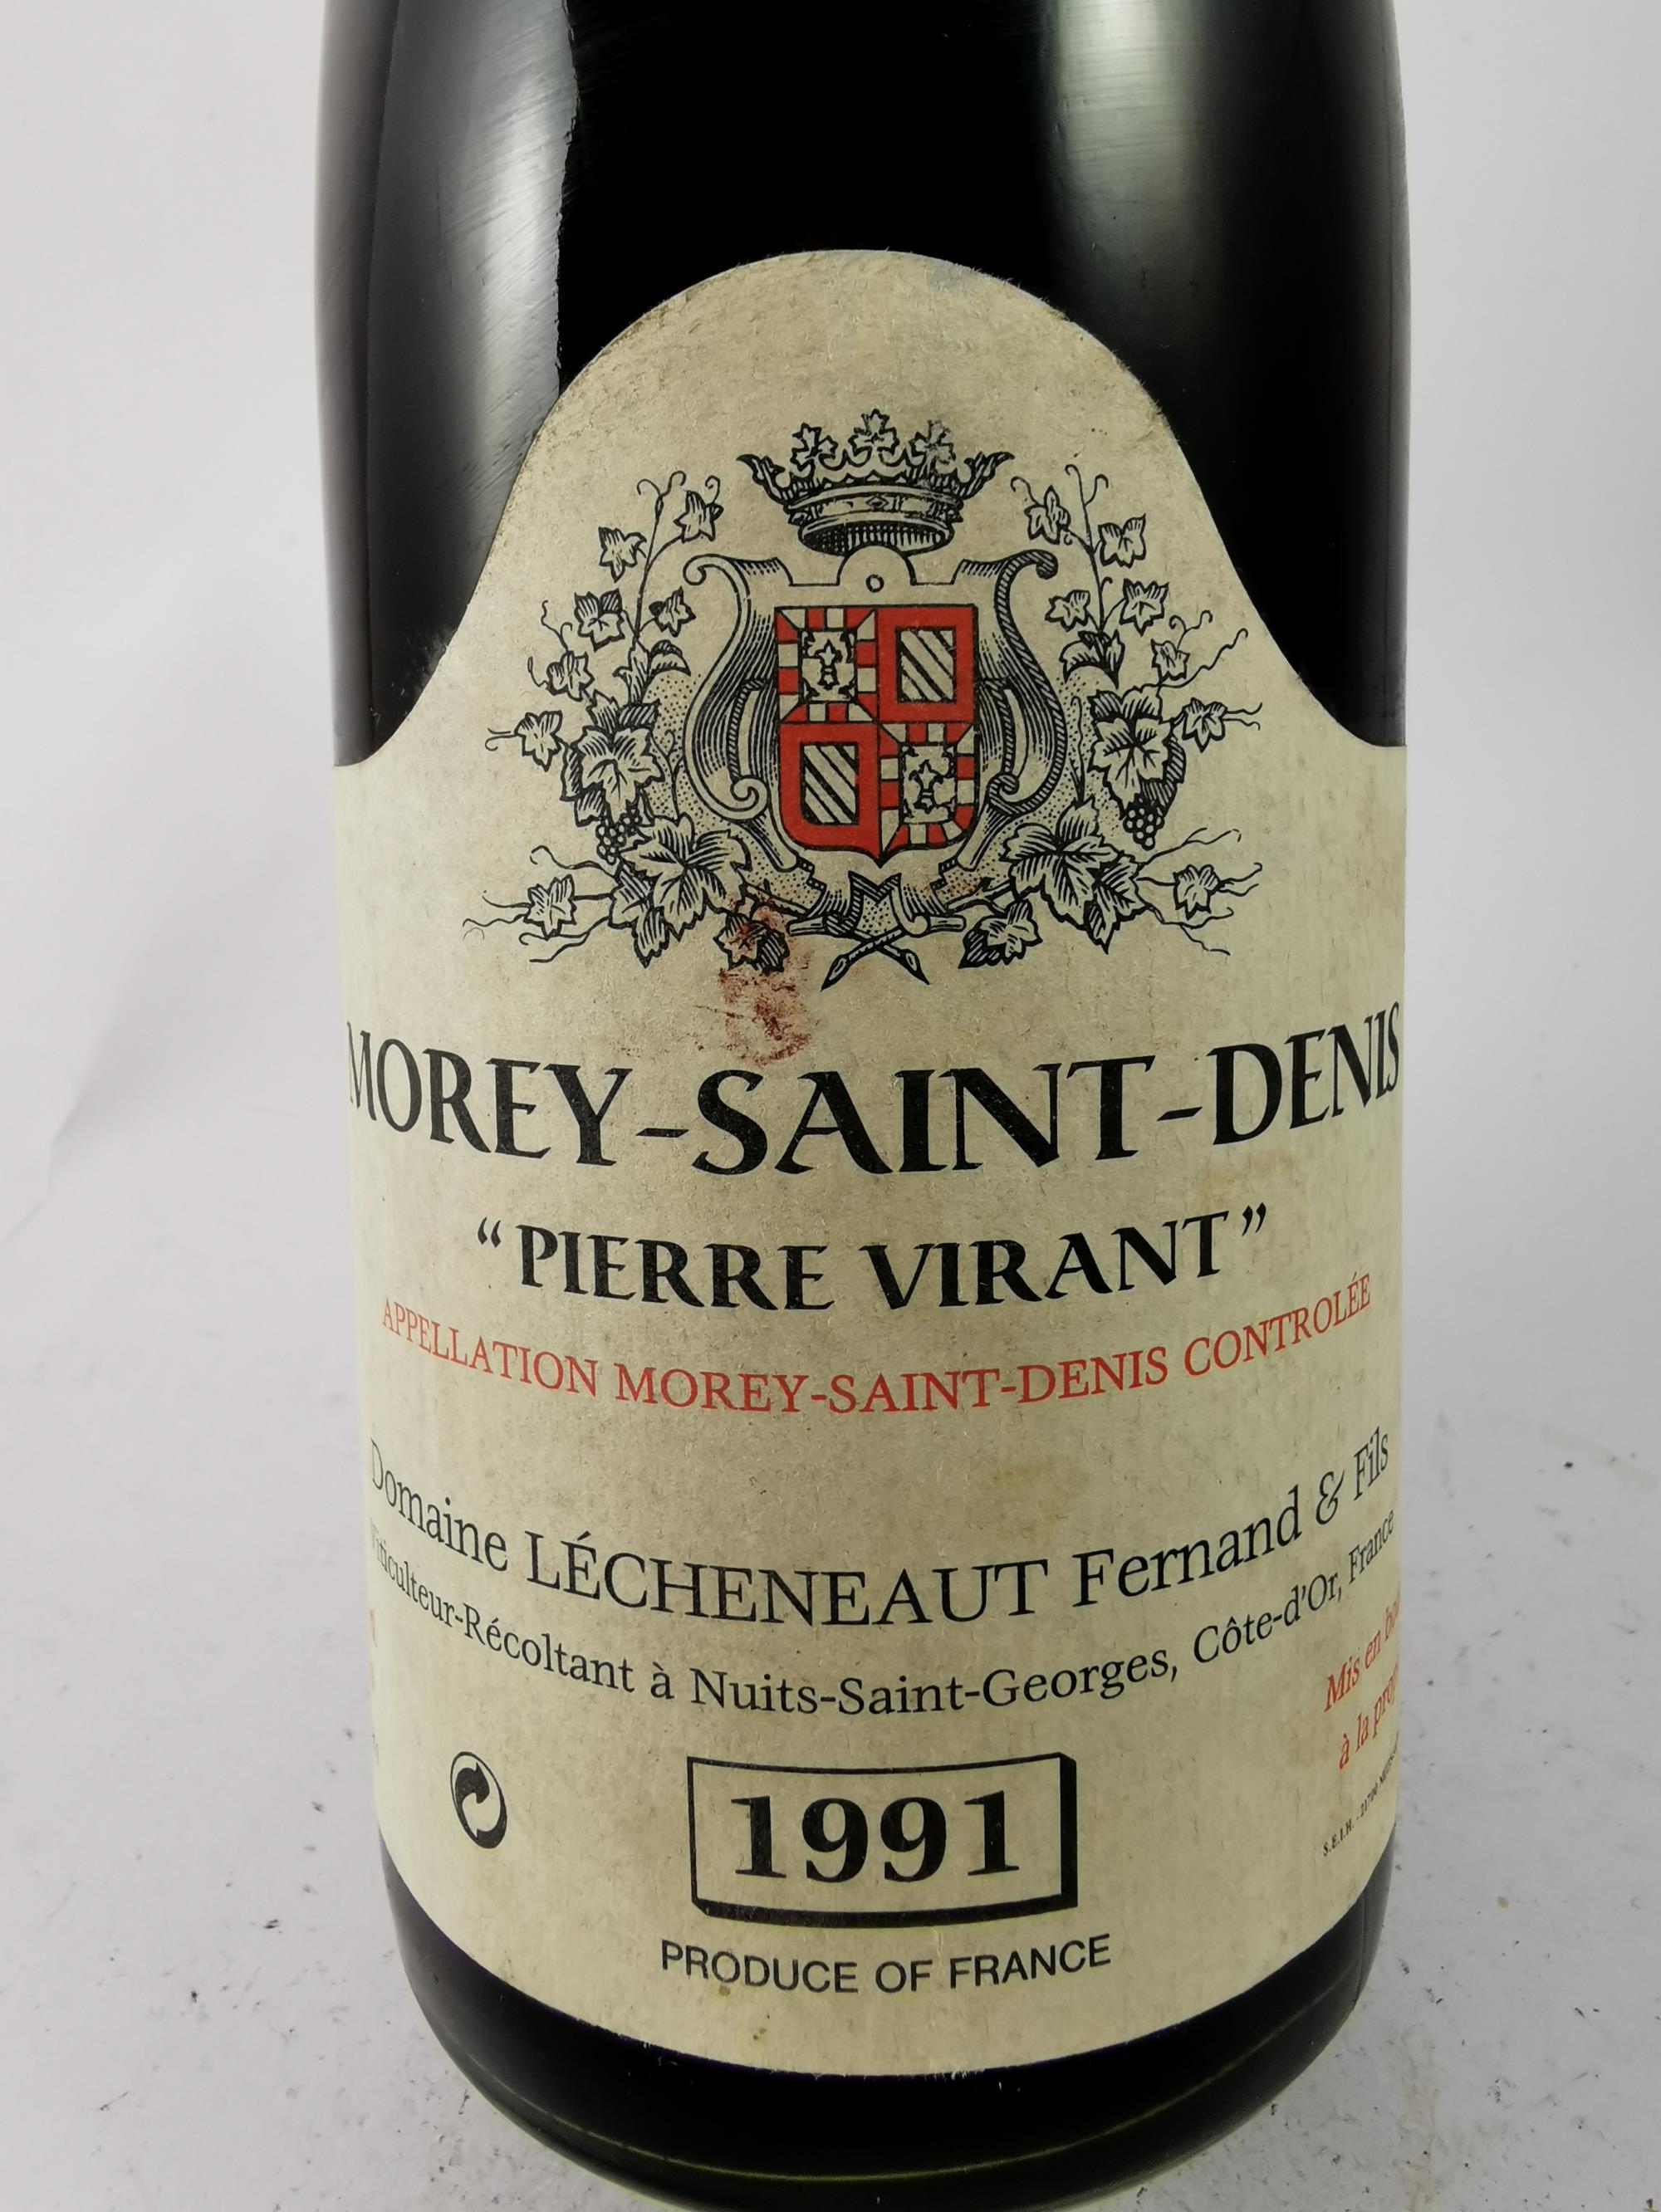 MOREY-SAINT-DENIS
“PIERRE VIRANT”
APPELLATION MOREY-SAINT-DENIS CONTROLÉE
Domaine LÉCHENEAUT Fernand & Fils
Viticulteur-Récoltant à Nuits-Saint-Georges, Côte-d'Or, France
Mis en
à la
S.E.I.H. - 21700
1991
PRODUCE OF FRANCE